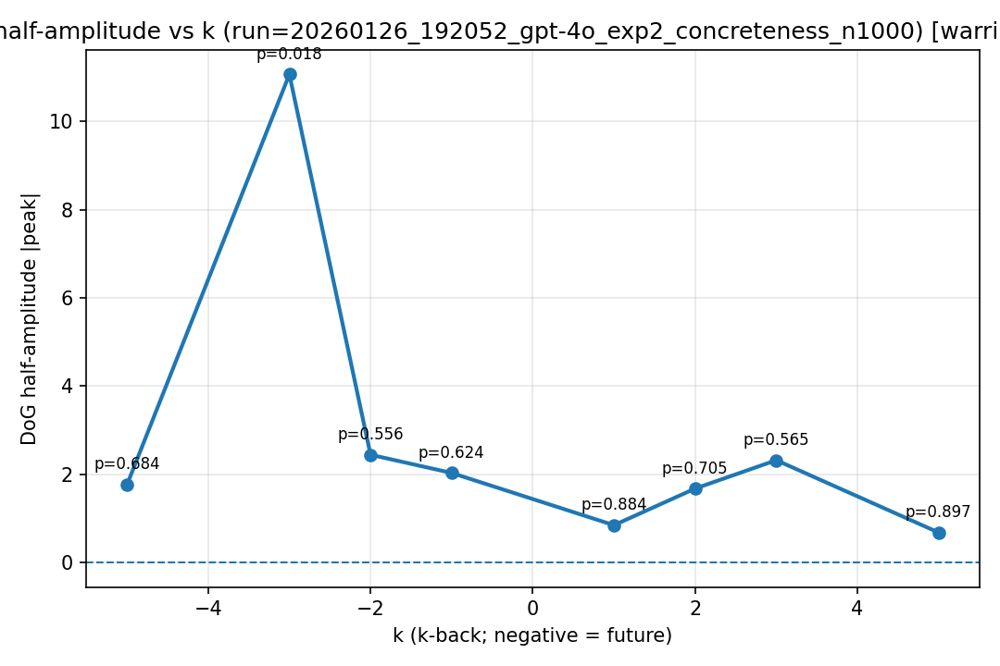 half-amplitude vs k (run=20260126_192052_gpt-4o_exp2_concreteness_n1000) [warri
p=0.018
10
8
DoG half-amplitude |peak|
6
4
p=0.556
p=0.624
p=0.565
p=0.684
p=0.705
2
p=0.884
p=0.897
0
−4
−2
0
2
4
k (k-back; negative = future)